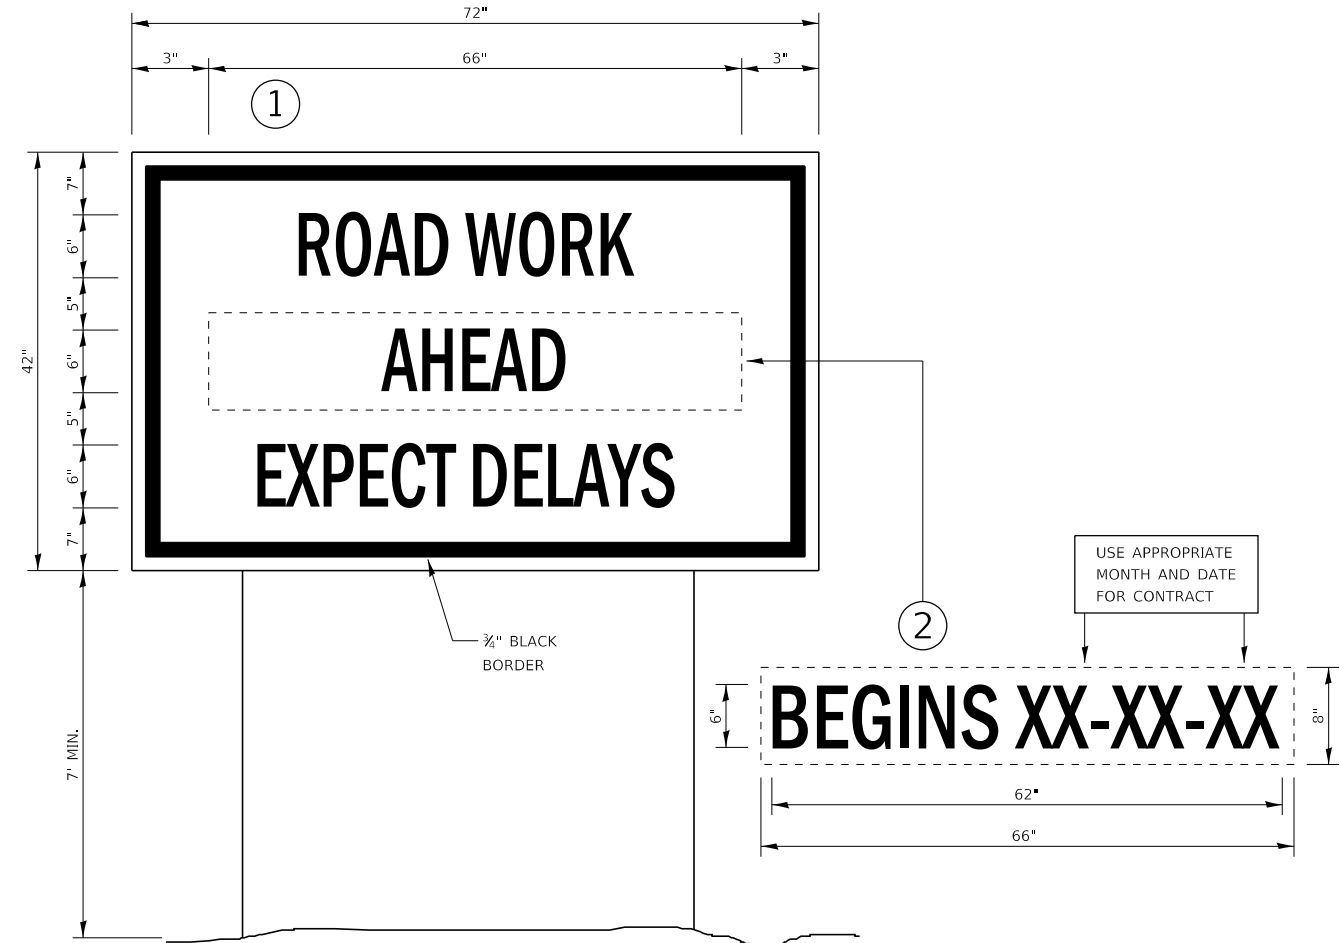 72"
3" 66" 3"
1
7"
6"
5"
6"
5"
6"
7"
42"
ROAD WORK
AHEAD
EXPECT DELAYS
¾" BLACK
BORDER
7' MIN.
USE APPROPRIATE
MONTH AND DATE
FOR CONTRACT
2
6"
BEGINS XX-XX-XX
8"
62"
66"